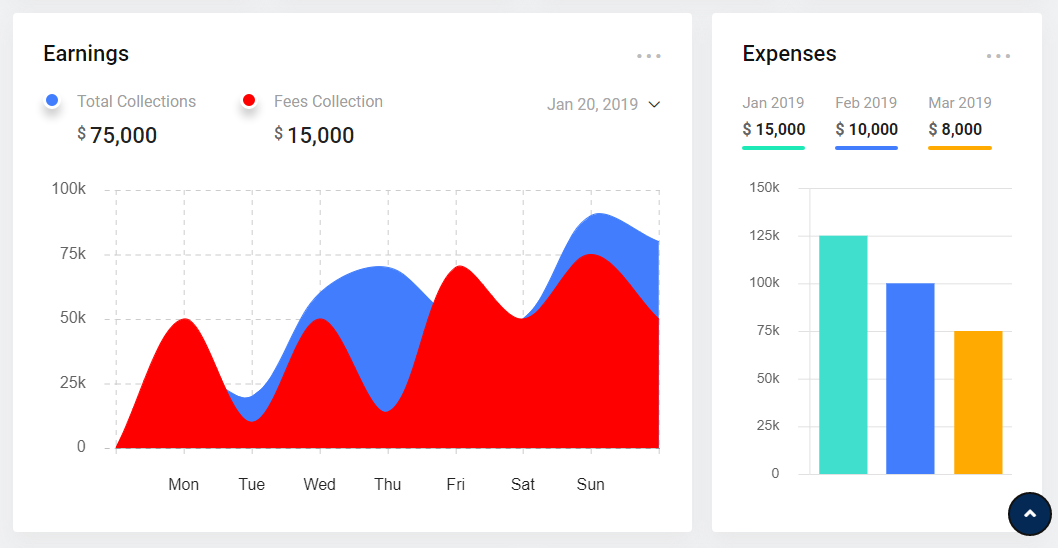 Earnings
Total Collections
$ 75,000
Fees Collection
$ 15,000
Jan 20, 2019
100k
75k
50k
25k
0
Mon Tue Wed Thu Fri Sat Sun
Expenses
Jan 2019
$ 15,000
Feb 2019
$ 10,000
Mar 2019
$ 8,000
150k
125k
100k
75k
50k
25k
0